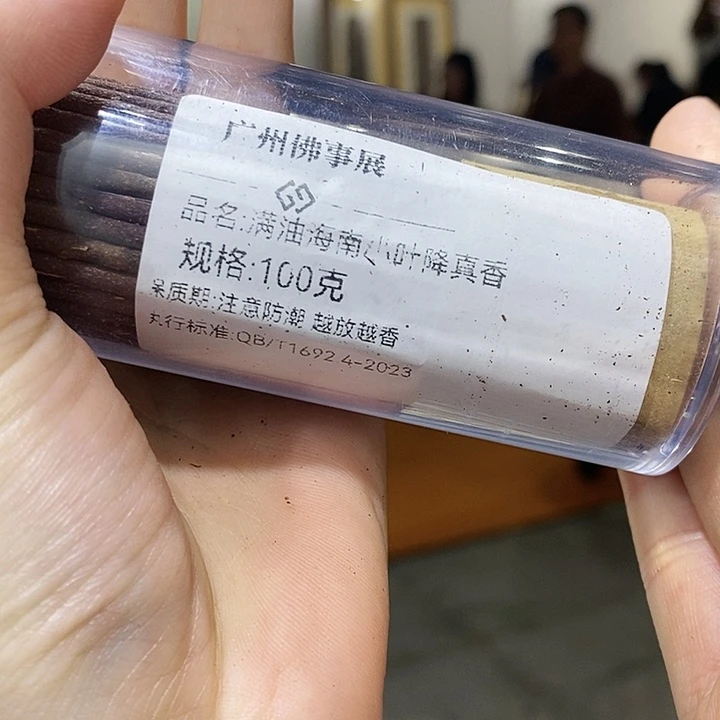 广州佛事展
品名:满油海南小叶降真香
规格:100克
保质期:注意防潮 越放越香
执行标准:QB/T1692.4-2023